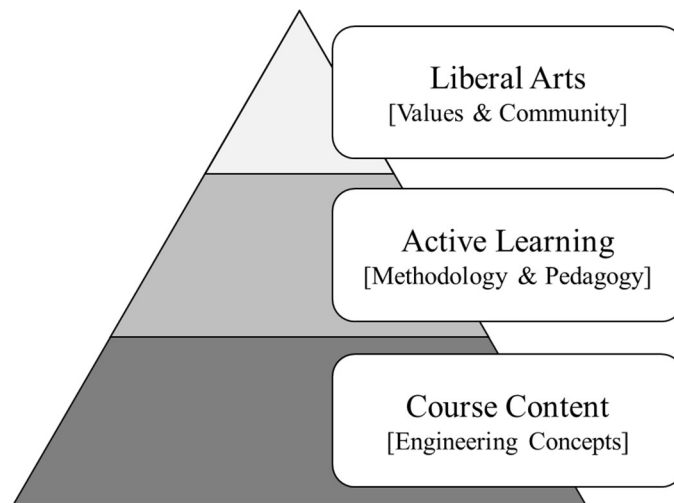 Liberal Arts
[Values & Community]
Active Learning
[Methodology & Pedagogy]
Course Content
[Engineering Concepts]